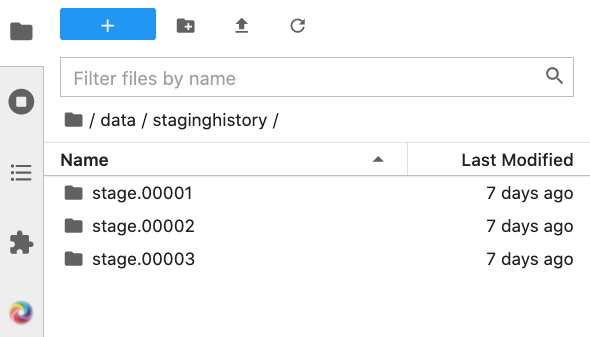 Filter files by name
/ data / staginghistory /
Name Last Modified
stage.00001 7 days ago
stage.00002 7 days ago
stage.00003 7 days ago